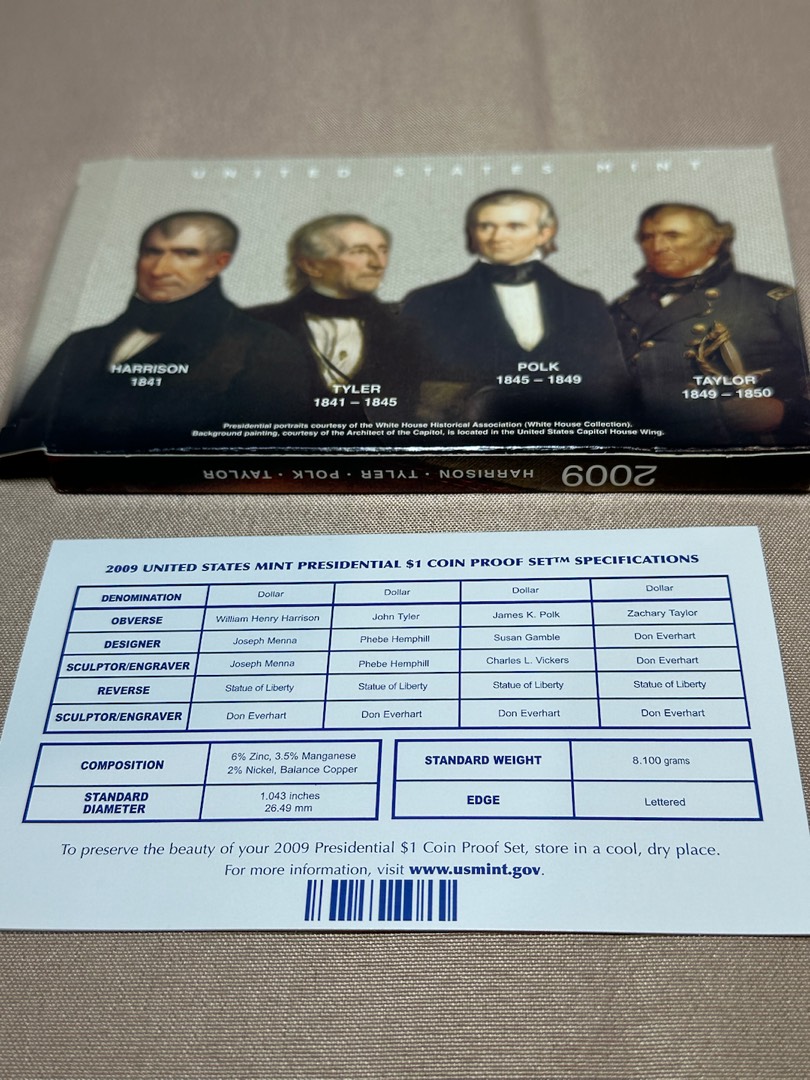 UNITED STATES MINT
HARRISON
1841
TYLER
1841 – 1845
POLK
1845 – 1849
TAYLOR
1849 – 1850
Presidential portraits courtesy of the White House Historical Association (White House Collection).
Background painting, courtesy of the Architect of the Capitol, is located in the United States Capitol House Wing.
2009 HARRISON · TYLER · POLK · TAYLOR
2009 UNITED STATES MINT PRESIDENTIAL $1 COIN PROOF SET™ SPECIFICATIONS
DENOMINATION Dollar Dollar Dollar Dollar
OBVERSE William Henry Harrison John Tyler James K. Polk Zachary Taylor
DESIGNER Joseph Menna Phebe Hemphill Susan Gamble Don Everhart
SCULPTOR/ENGRAVER Joseph Menna Phebe Hemphill Charles L. Vickers Don Everhart
REVERSE Statue of Liberty Statue of Liberty Statue of Liberty Statue of Liberty
SCULPTOR/ENGRAVER Don Everhart Don Everhart Don Everhart Don Everhart
COMPOSITION
6% Zinc, 3.5% Manganese
2% Nickel, Balance Copper
STANDARD
DIAMETER
1.043 inches
26.49 mm
STANDARD WEIGHT 8.100 grams
EDGE Lettered
To preserve the beauty of your 2009 Presidential $1 Coin Proof Set, store in a cool, dry place.
For more information, visit www.usmint.gov.